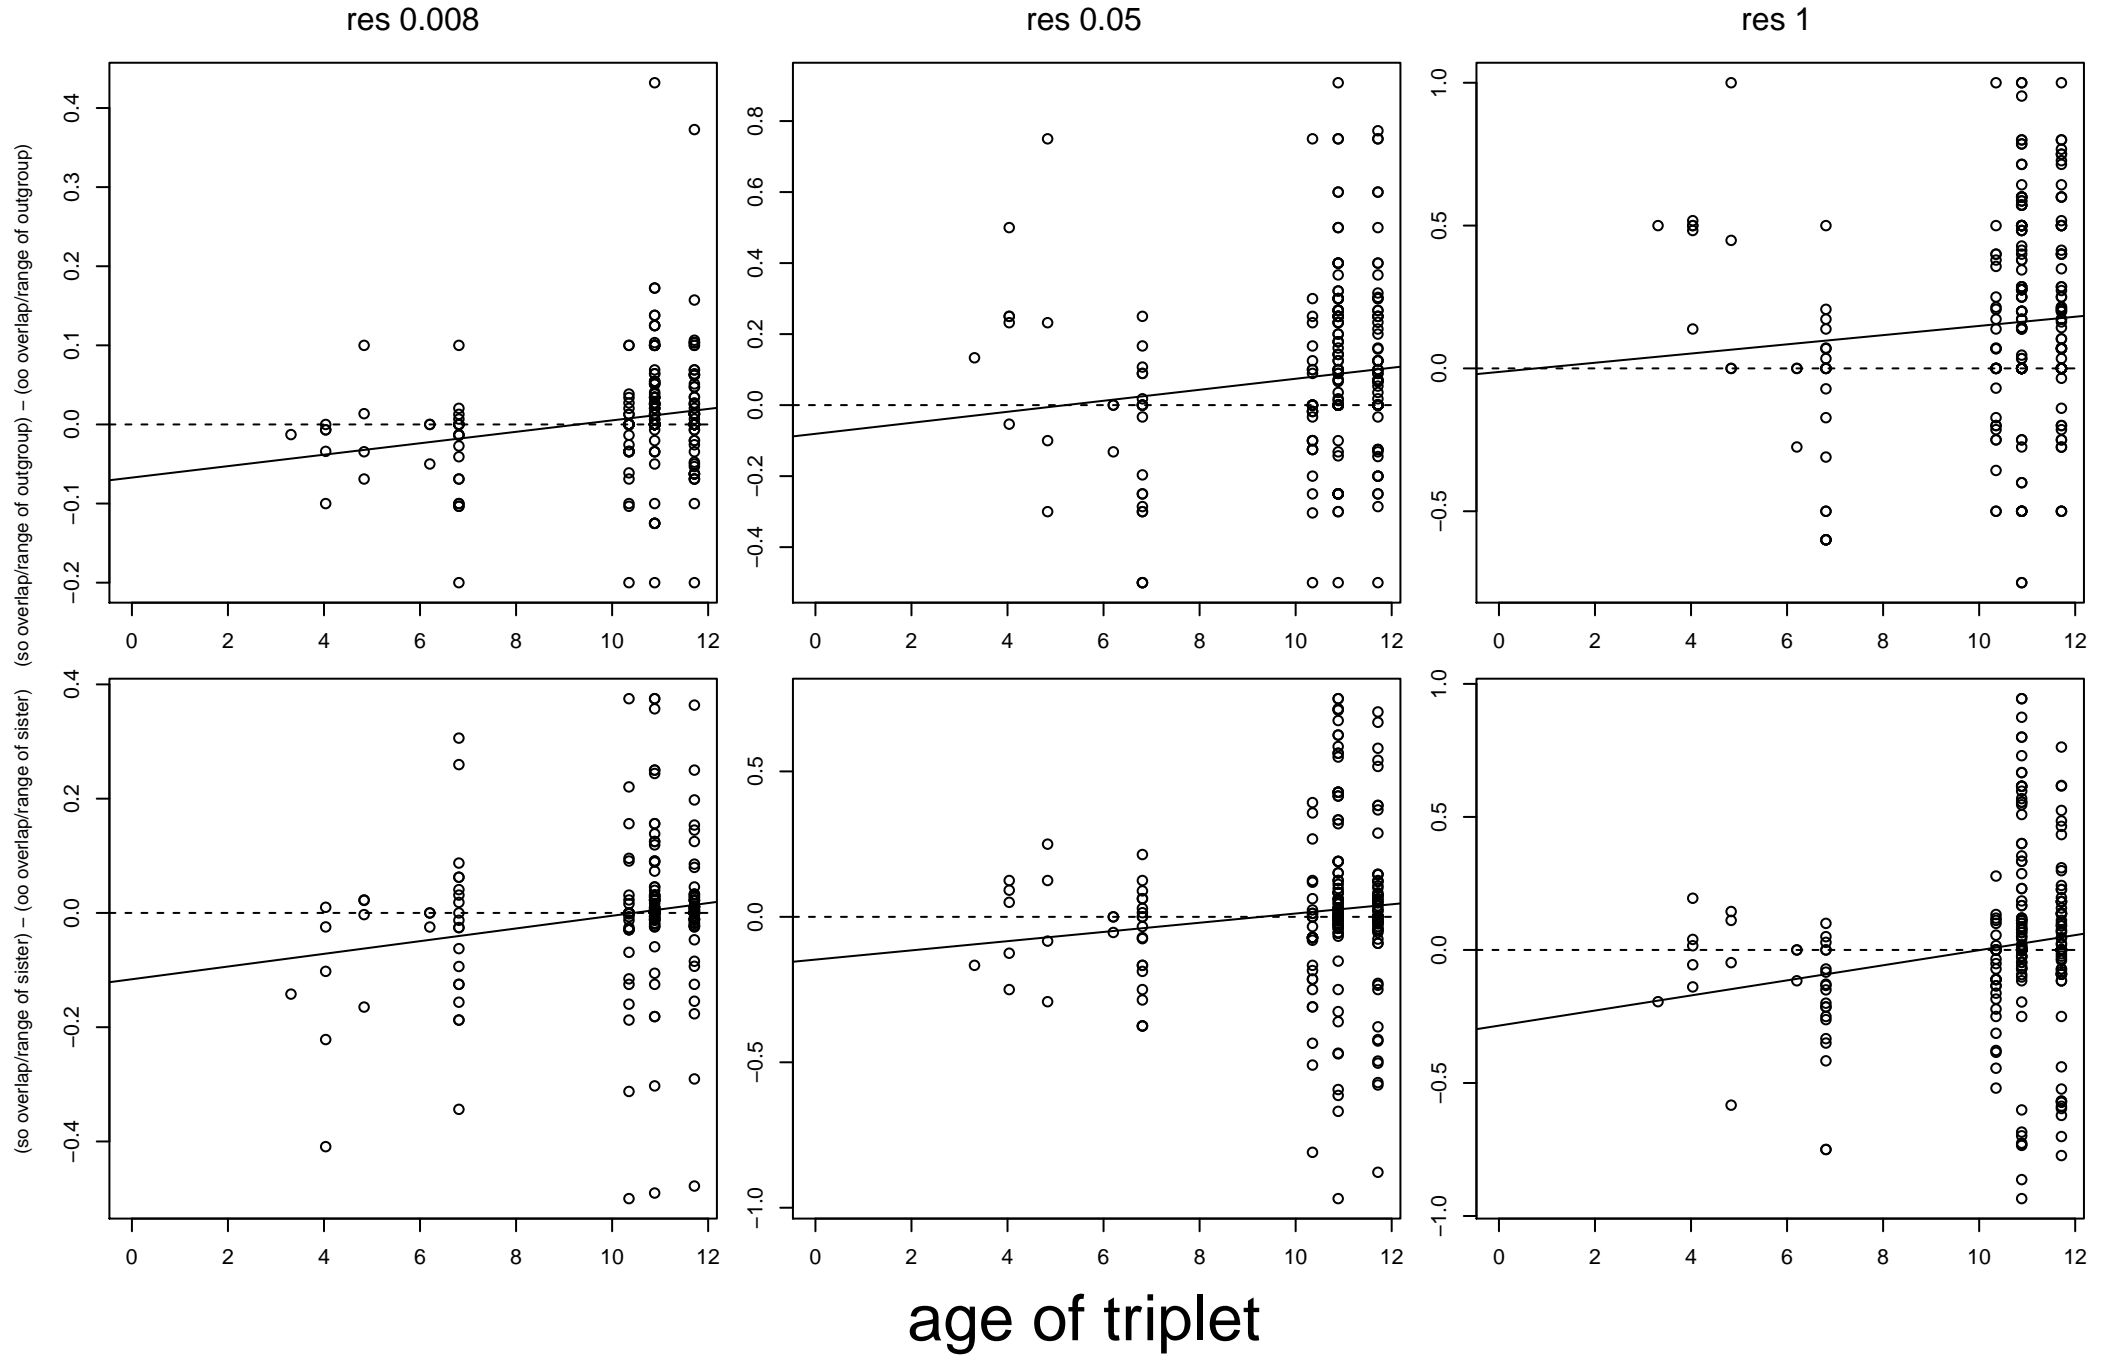 res 0.008
res 0.05
res 1
(so overlap/range of outgroup) − (oo overlap/range of outgroup)
0.4
0.3
0.2
0.1
0.0
−0.1
−0.2
0 2 4 6 8 10 12
0.8
0.6
0.4
0.2
0.0
−0.2
−0.4
0 2 4 6 8 10 12
1.0
0.5
0.0
−0.5
0 2 4 6 8 10 12
(so overlap/range of sister) − (oo overlap/range of sister)
0.4
0.2
0.0
−0.2
−0.4
0 2 4 6 8 10 12
0.5
0.0
−0.5
−1.0
0 2 4 6 8 10 12
1.0
0.5
0.0
−0.5
−1.0
0 2 4 6 8 10 12
age of triplet